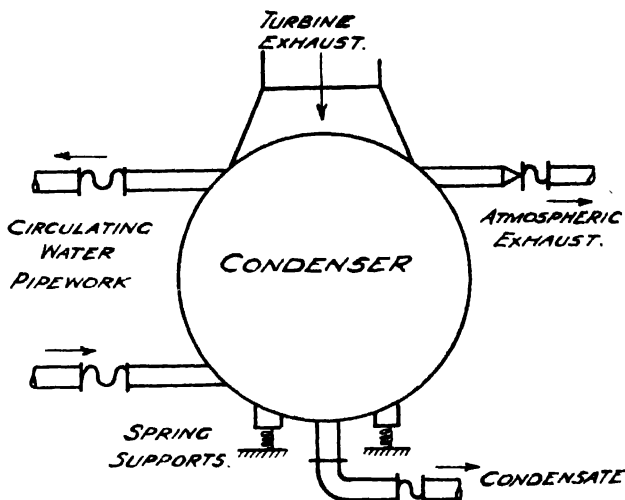 TURBINE
EXHAUST.
CIRCULATING
WATER
PIPEWORK
ATMOSPHERIC
EXHAUST.
CONDENSER
SPRING
SUPPORTS.
CONDENSATE